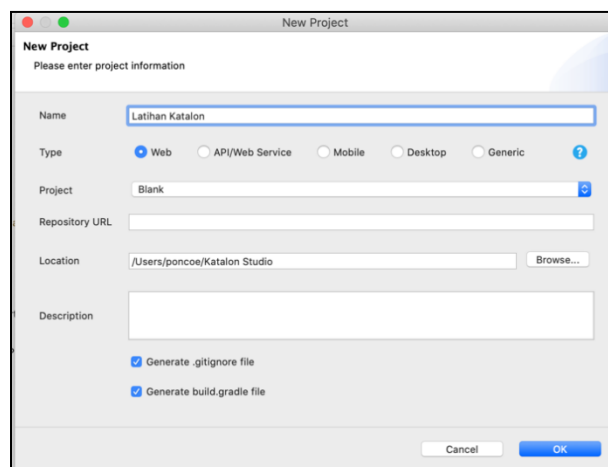 New Project
New Project
Please enter project information
Name Latihan Katalon
Type Web API/Web Service Mobile Desktop Generic ?
Project Blank
Repository URL
Location /Users/poncoe/Katalon Studio Browse...
Description
Generate .gitignore file
Generate build.gradle file
Cancel OK